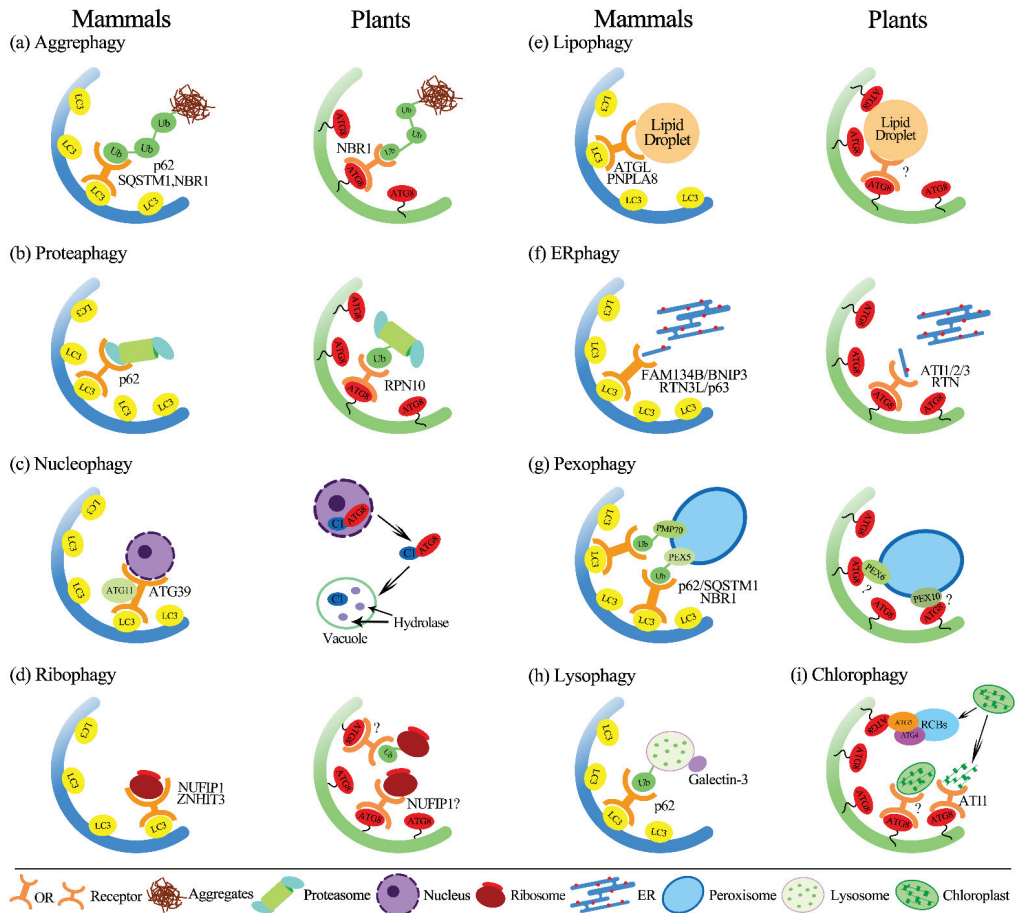 Mammals
Plants
Mammals
Plants
(a) Aggrephagy
LC3
LC3
LC3
LC3
Ub
Ub
Ub
p62
SQSTM1,NBR1
ATG8
NBR1
ATG8
ATG8
Ub
Ub
Ub
(e) Lipophagy
LC3
LC3
LC3
LC3
Lipid
Droplet
ATGL
PNPLA8
ATG8
ATG8
ATG8
ATG8
Lipid
Droplet
?
(b) Proteaphagy
LC3
LC3
LC3
LC3
LC3
p62
ATG8
ATG8
ATG8
ATG8
Ub
RPN10
(f) ERphagy
LC3
LC3
LC3
LC3
LC3
FAM134B/BNIP3
RTN3L/p63
ATG8
ATG8
ATG8
ATG8
ATI1/2/3
RTN
(c) Nucleophagy
LC3
LC3
LC3
LC3
LC3
ATG11
ATG39
C1
ATG8
C1
ATG8
C1
Hydrolase
Vacuole
(g) Pexophagy
LC3
LC3
LC3
LC3
Ub
PMP70
PEX5
Ub
p62/SQSTM1
NBR1
ATG8
ATG8
PEX6
?
ATG8
PEX10
ATG8
?
(d) Ribophagy
LC3
LC3
LC3
NUFIP1
ZNHIT3
ATG8
?
Ub
ATG8
NUFIP1?
ATG8
ATG8
(h) Lysophagy
LC3
LC3
LC3
LC3
Ub
Galectin-3
p62
(i) Chlorophagy
ATG8
ATG5
ATG4
RCBs
ATG8
ATG8
?
ATG8
ATI1
OR
Receptor
Aggregates
Proteasome
Nucleus
Ribosome
ER
Peroxisome
Lysosome
Chloroplast